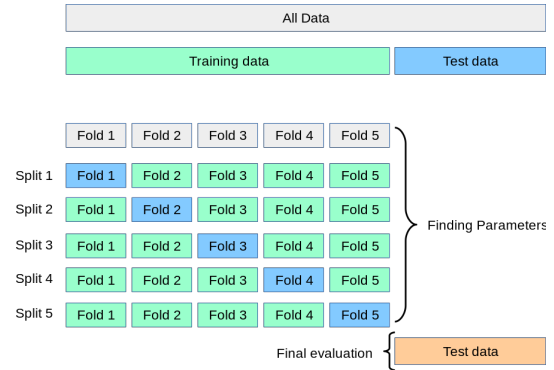 All Data
Training data Test data
Fold 1 Fold 2 Fold 3 Fold 4 Fold 5
Split 1 Fold 1 Fold 2 Fold 3 Fold 4 Fold 5
Split 2 Fold 1 Fold 2 Fold 3 Fold 4 Fold 5
Finding Parameters
Split 3 Fold 1 Fold 2 Fold 3 Fold 4 Fold 5
Split 4 Fold 1 Fold 2 Fold 3 Fold 4 Fold 5
Split 5 Fold 1 Fold 2 Fold 3 Fold 4 Fold 5
Final evaluation Test data